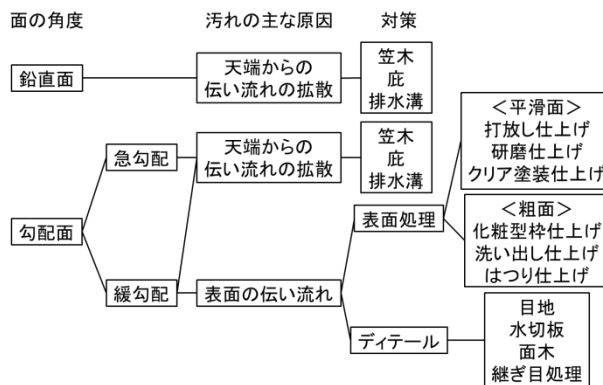 面の角度
汚れの主な原因
対策
鉛直面
天端からの
伝い流れの拡散
笠木
庇
排水溝
勾配面
急勾配
天端からの
伝い流れの拡散
笠木
庇
排水溝
緩勾配
表面の伝い流れ
表面処理
＜平滑面＞
打放し仕上げ
研磨仕上げ
クリア塗装仕上げ
＜粗面＞
化粧型枠仕上げ
洗い出し仕上げ
はつり仕上げ
ディテール
目地
水切板
面木
継ぎ目処理